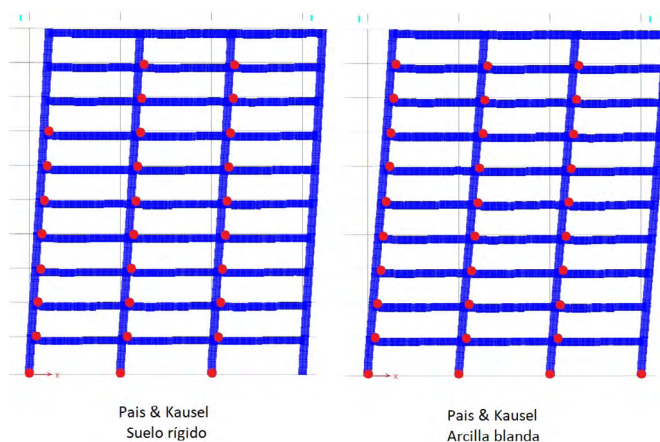 x
x
Pais & Kausel
Suelo rígido
Pais & Kausel
Arcilla blanda